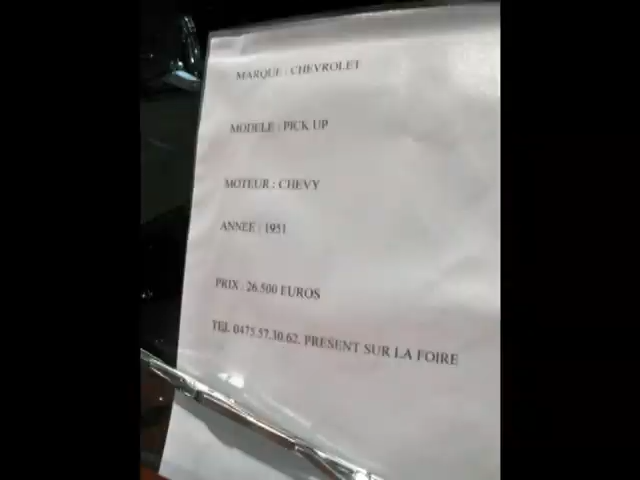 MARQUE : CHEVROLET
MODELE : PICK UP
MOTEUR : CHEVY
ANNEE : 1951
PRIX : 26.500 EUROS
TEL 0475.57.30.62. PRESENT SUR LA FOIRE